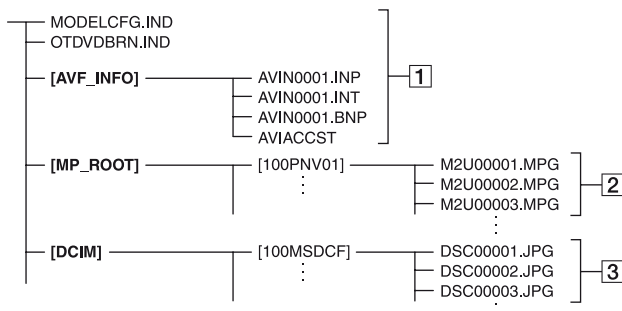 MODELCFG.IND
OTDVDBRN.IND
[AVF_INFO] AVIN0001.INP
AVIN0001.INT
AVIN0001.BNP
AVIACCST
1
[MP_ROOT] [100PNV01] M2U00001.MPG
M2U00002.MPG
M2U00003.MPG
2
[DCIM] [100MSDCF] DSC00001.JPG
DSC00002.JPG
DSC00003.JPG
3